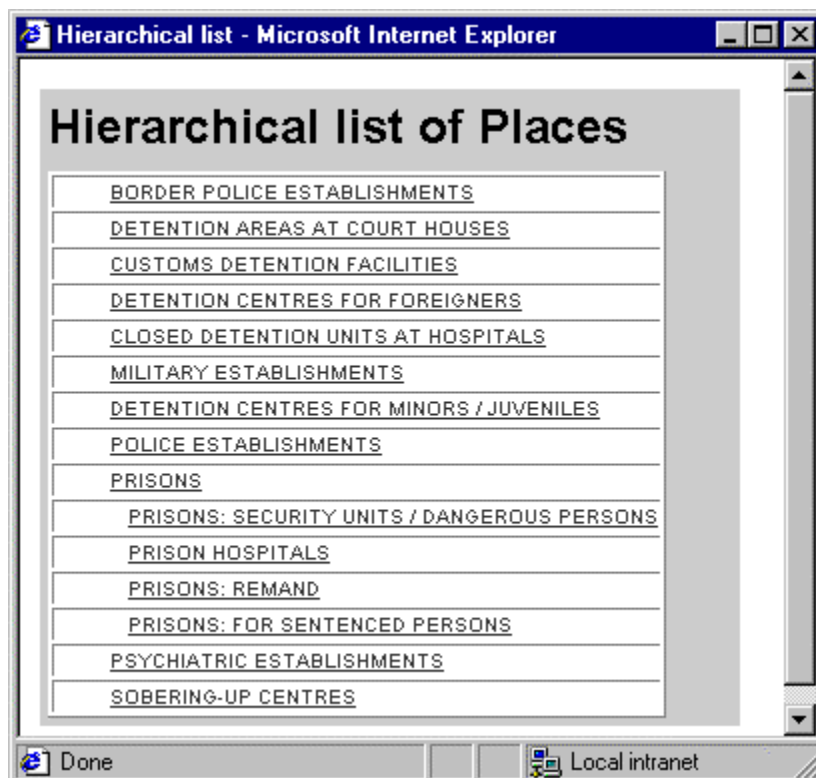 Hierarchical list - Microsoft Internet Explorer
Hierarchical list of Places
BORDER POLICE ESTABLISHMENTS
DETENTION AREAS AT COURT HOUSES
CUSTOMS DETENTION FACILITIES
DETENTION CENTRES FOR FOREIGNERS
CLOSED DETENTION UNITS AT HOSPITALS
MILITARY ESTABLISHMENTS
DETENTION CENTRES FOR MINORS / JUVENILES
POLICE ESTABLISHMENTS
PRISONS
PRISONS: SECURITY UNITS / DANGEROUS PERSONS
PRISON HOSPITALS
PRISONS: REMAND
PRISONS: FOR SENTENCED PERSONS
PSYCHIATRIC ESTABLISHMENTS
SOBERING-UP CENTRES
Done Local intranet